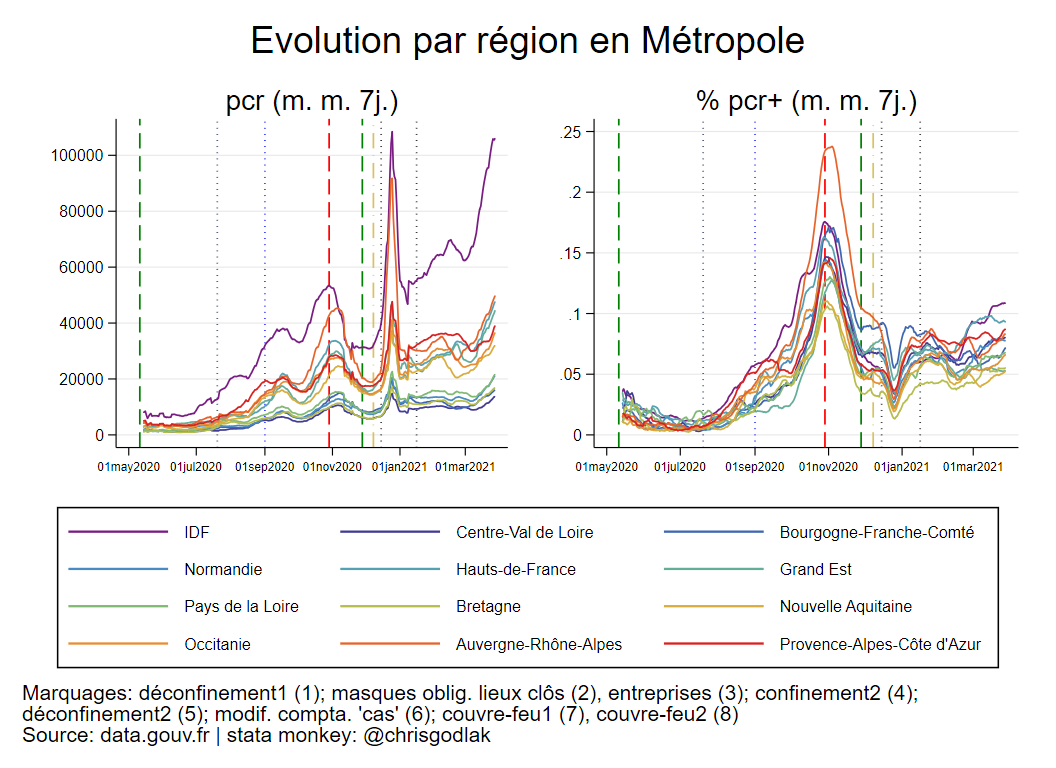 Evolution par région en Métropole
pcr (m. m. 7j.)
100000
80000
60000
40000
20000
0
01may2020 01jul2020 01sep2020 01nov2020 01jan2021 01mar2021
% pcr+ (m. m. 7j.)
.25
.2
.15
.1
.05
0
01may2020 01jul2020 01sep2020 01nov2020 01jan2021 01mar2021
IDF Centre-Val de Loire Bourgogne-Franche-Comté
Normandie Hauts-de-France Grand Est
Pays de la Loire Bretagne Nouvelle Aquitaine
Occitanie Auvergne-Rhône-Alpes Provence-Alpes-Côte d'Azur
Marquages: déconfinement1 (1); masques oblig. lieux clôs (2), entreprises (3); confinement2 (4);
déconfinement2 (5); modif. compta. 'cas' (6); couvre-feu1 (7), couvre-feu2 (8)
Source: data.gouv.fr | stata monkey: @chrisgodlak